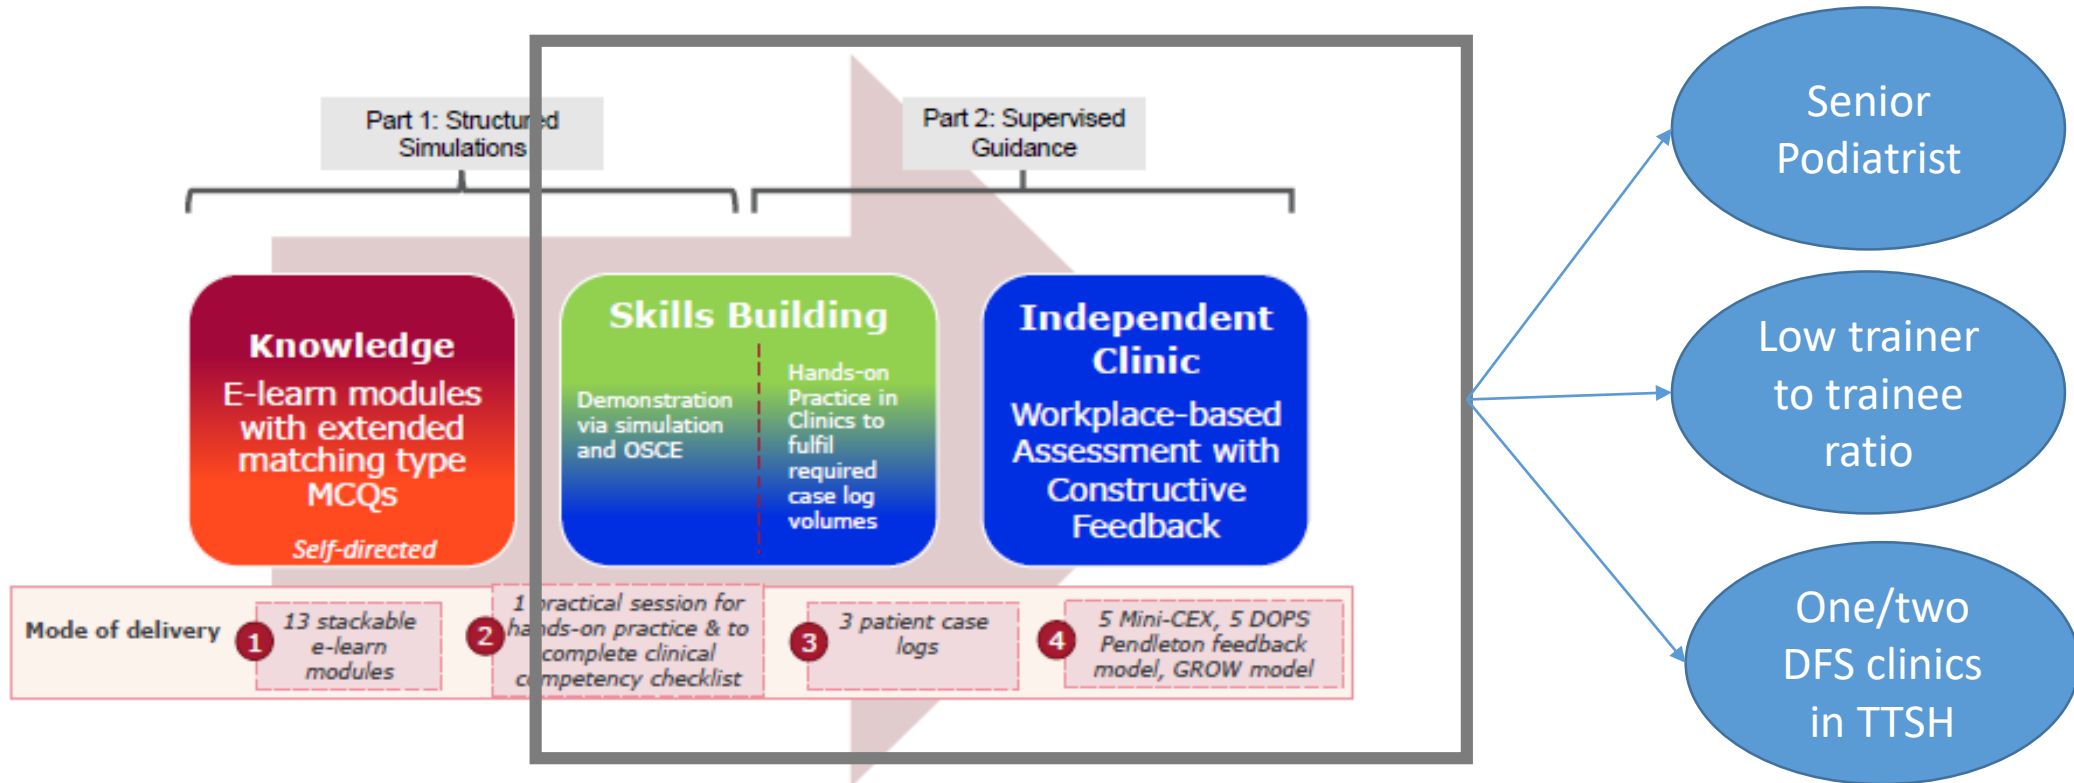 Part 1: Structured
Simulations
Part 2: Supervised
Guidance
Knowledge
E-learn modules
with extended
matching type
MCQs
Self-directed
Skills Building
Demonstration
via simulation
and OSCE
Hands-on
Practice in
Clinics to
fulfil
required
case log
volumes
Independent
Clinic
Workplace-based
Assessment with
Constructive
Feedback
Mode of delivery
1
13 stackable
e-learn
modules
2
1 practical session for
hands-on practice & to
complete clinical
competency checklist
3
3 patient case
logs
4
5 Mini-CEX, 5 DOPS
Pendleton feedback
model, GROW model
Senior
Podiatrist
Low trainer
to trainee
ratio
One/two
DFS clinics
in TTSH